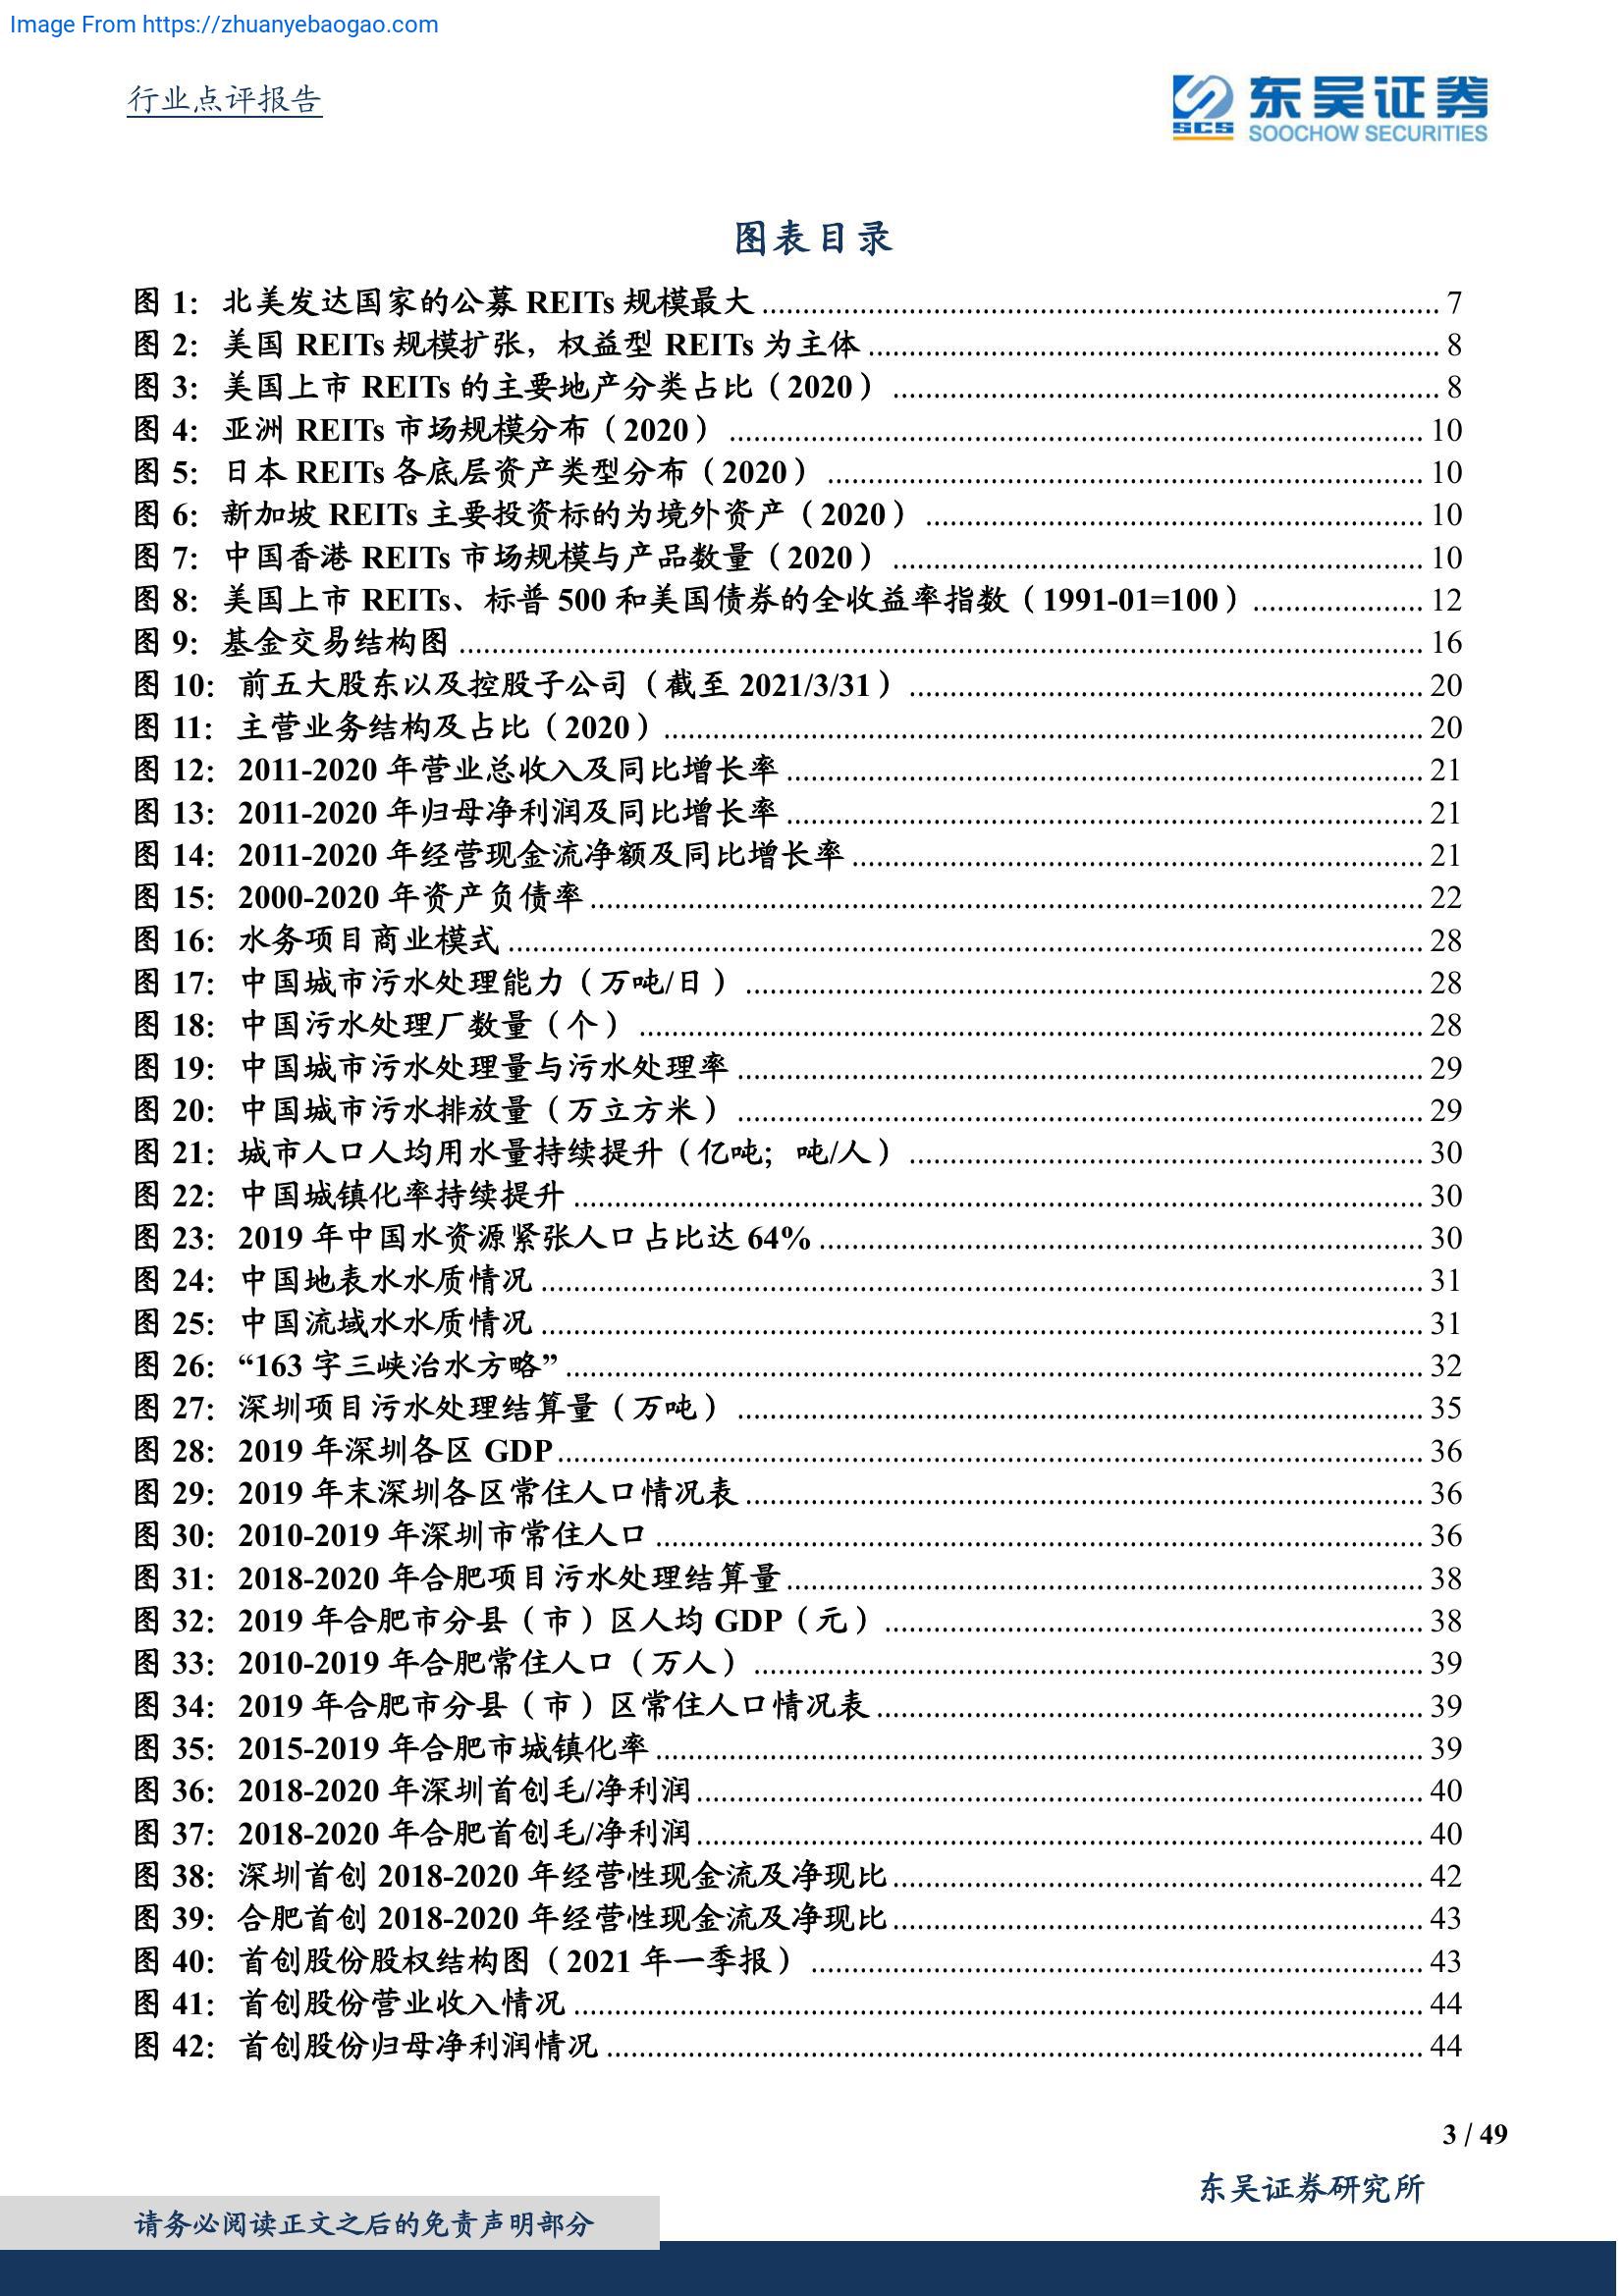 Image From https://zhuanyebaogao.com
行业点评报告
东吴证券
SCS
SOOCHOW SECURITIES
图表目录
图 1: 北美发达国家的公募 REITs 规模最大 7
图 2: 美国 REITs 规模扩张，权益型 REITs 为主体 8
图 3: 美国上市 REITs 的主要地产分类占比（2020） 8
图 4: 亚洲 REITs 市场规模分布（2020） 10
图 5: 日本 REITs 各底层资产类型分布（2020） 10
图 6: 新加坡 REITs 主要投资标的为境外资产（2020） 10
图 7: 中国香港 REITs 市场规模与产品数量（2020） 10
图 8: 美国上市 REITs、标普 500 和美国债券的全收益率指数（1991-01=100） 12
图 9: 基金交易结构图 16
图 10: 前五大股东以及控股子公司（截至 2021/3/31） 20
图 11: 主营业务结构及占比（2020） 20
图 12: 2011-2020 年营业总收入及同比增长率 21
图 13: 2011-2020 年归母净利润及同比增长率 21
图 14: 2011-2020 年经营现金流净额及同比增长率 21
图 15: 2000-2020 年资产负债率 22
图 16: 水务项目商业模式 28
图 17: 中国城市污水处理能力（万吨/日） 28
图 18: 中国污水处理厂数量（个） 28
图 19: 中国城市污水处理量与污水处理率 29
图 20: 中国城市污水排放量（万立方米） 29
图 21: 城市人口人均用水量持续提升（亿吨；吨/人） 30
图 22: 中国城镇化率持续提升 30
图 23: 2019 年中国水资源紧张人口占比达 64% 30
图 24: 中国地表水水质情况 31
图 25: 中国流域水水质情况 31
图 26: “163 字三峡治水方略” 32
图 27: 深圳项目污水处理结算量（万吨） 35
图 28: 2019 年深圳各区 GDP 36
图 29: 2019 年末深圳各区常住人口情况表 36
图 30: 2010-2019 年深圳市常住人口 36
图 31: 2018-2020 年合肥项目污水处理结算量 38
图 32: 2019 年合肥市分县（市）区人均 GDP（元） 38
图 33: 2010-2019 年合肥常住人口（万人） 39
图 34: 2019 年合肥市分县（市）区常住人口情况表 39
图 35: 2015-2019 年合肥市城镇化率 39
图 36: 2018-2020 年深圳首创毛/净利润 40
图 37: 2018-2020 年合肥首创毛/净利润 40
图 38: 深圳首创 2018-2020 年经营性现金流及净现比 42
图 39: 合肥首创 2018-2020 年经营性现金流及净现比 43
图 40: 首创股份股权结构图（2021 年一季报） 43
图 41: 首创股份营业收入情况 44
图 42: 首创股份归母净利润情况 44
3 / 49
东吴证券研究所
请务必阅读正文之后的免责声明部分